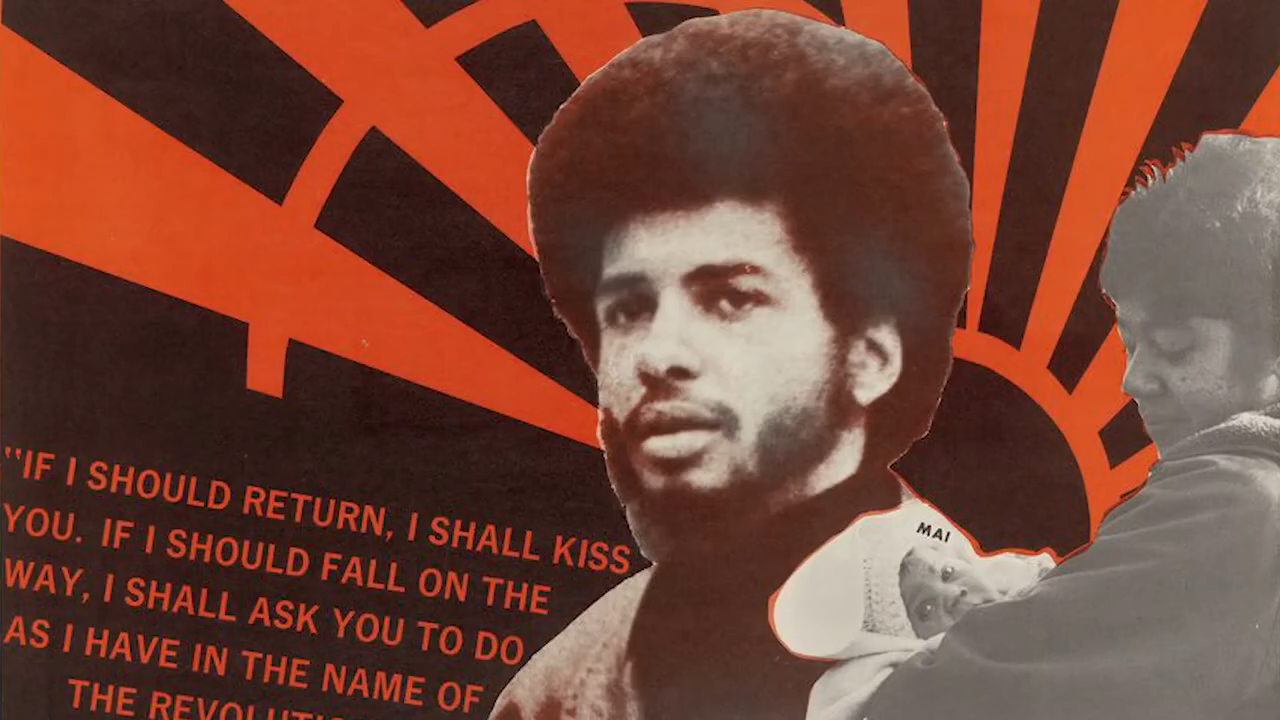 "IF I SHOULD RETURN, I SHALL KISS
YOU. IF I SHOULD FALL ON THE
WAY, I SHALL ASK YOU TO DO
AS I HAVE IN THE NAME OF
THE
MAI